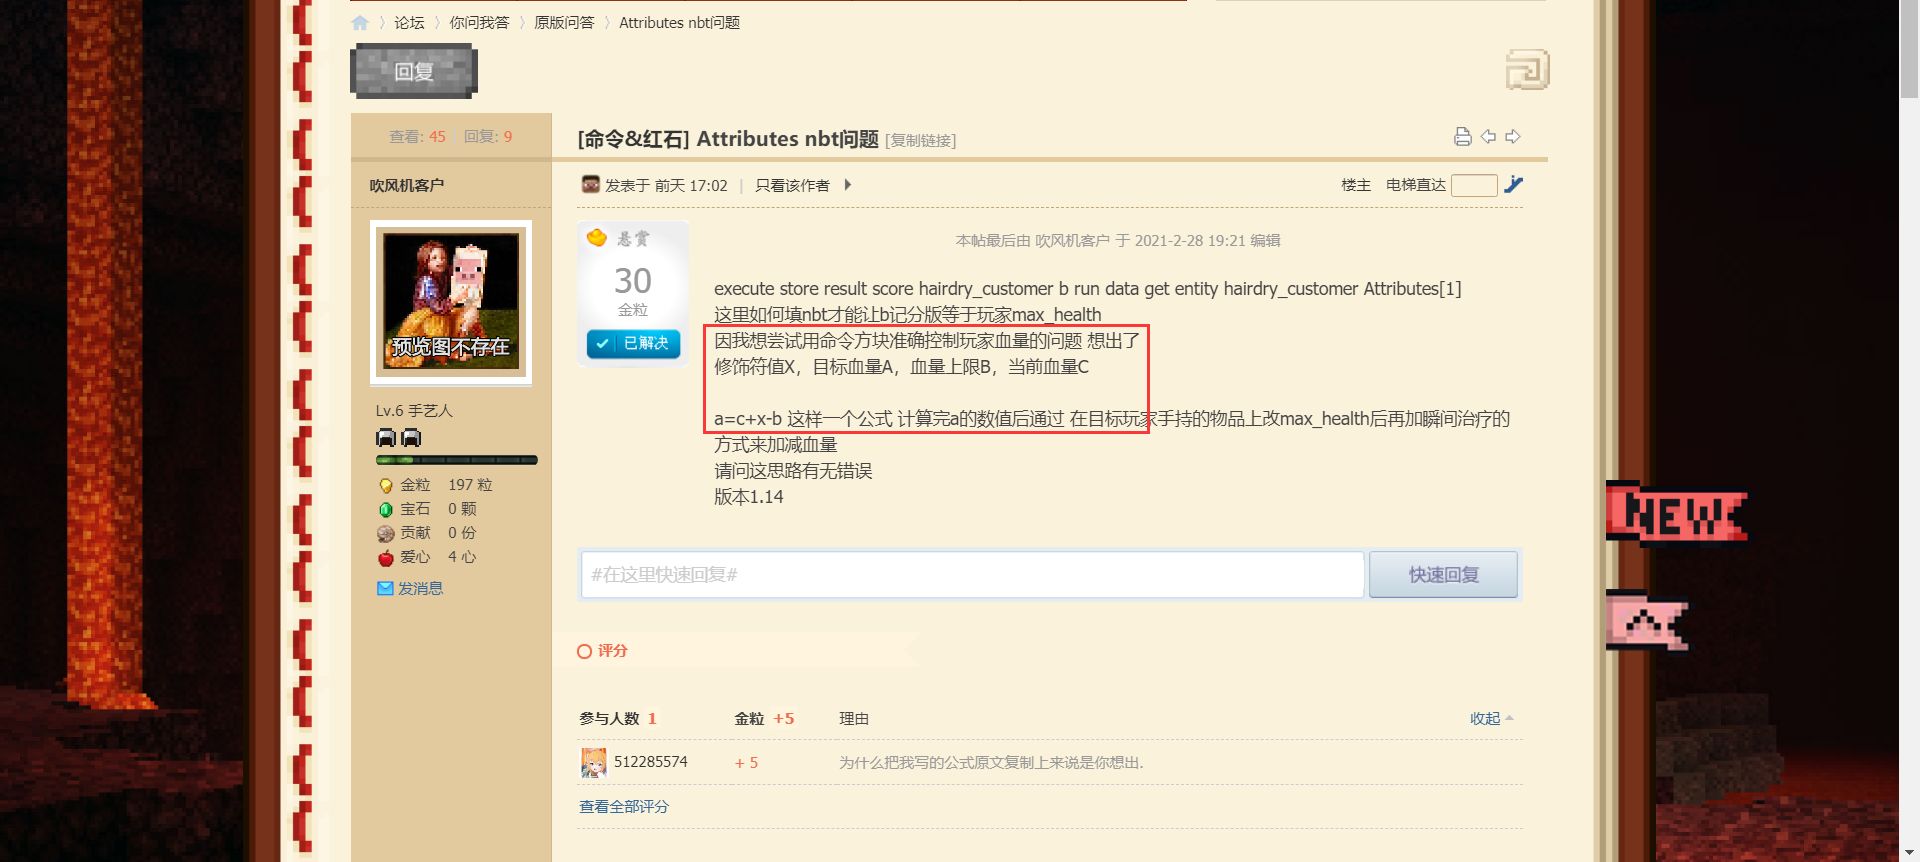 论坛 〉 你问我答 〉 原版问答 〉 Attributes nbt问题
回复
查看: 45 回复: 9
[命令&红石] Attributes nbt问题 [复制链接]
吹风机客户
发表于 前天 17:02 | 只看该作者
楼主 电梯直达
悬赏
30
金粒
已解决
本帖最后由 吹风机客户 于 2021-2-28 19:21 编辑
execute store result score hairdry_customer b run data get entity hairdry_customer Attributes[1]
这里如何填nbt才能让b记分版等于玩家max_health
因我想尝试用命令方块准确控制玩家血量的问题 想出了
修饰符值X，目标血量A，血量上限B，当前血量C
a=c+x-b 这样一个公式 计算完a的数值后通过 在目标玩家手持的物品上改max_health后再加瞬间治疗的
方式来加减血量
请问这思路有无错误
版本1.14
预览图不存在
Lv.6 手艺人
金粒 197 粒
宝石 0 颗
贡献 0 份
爱心 4 心
发消息
#在这里快速回复#
快速回复
NEW
评分
参与人数 1 金粒 +5 理由 收起
512285574 + 5 为什么把我写的公式原文复制上来说是你想出.
查看全部评分